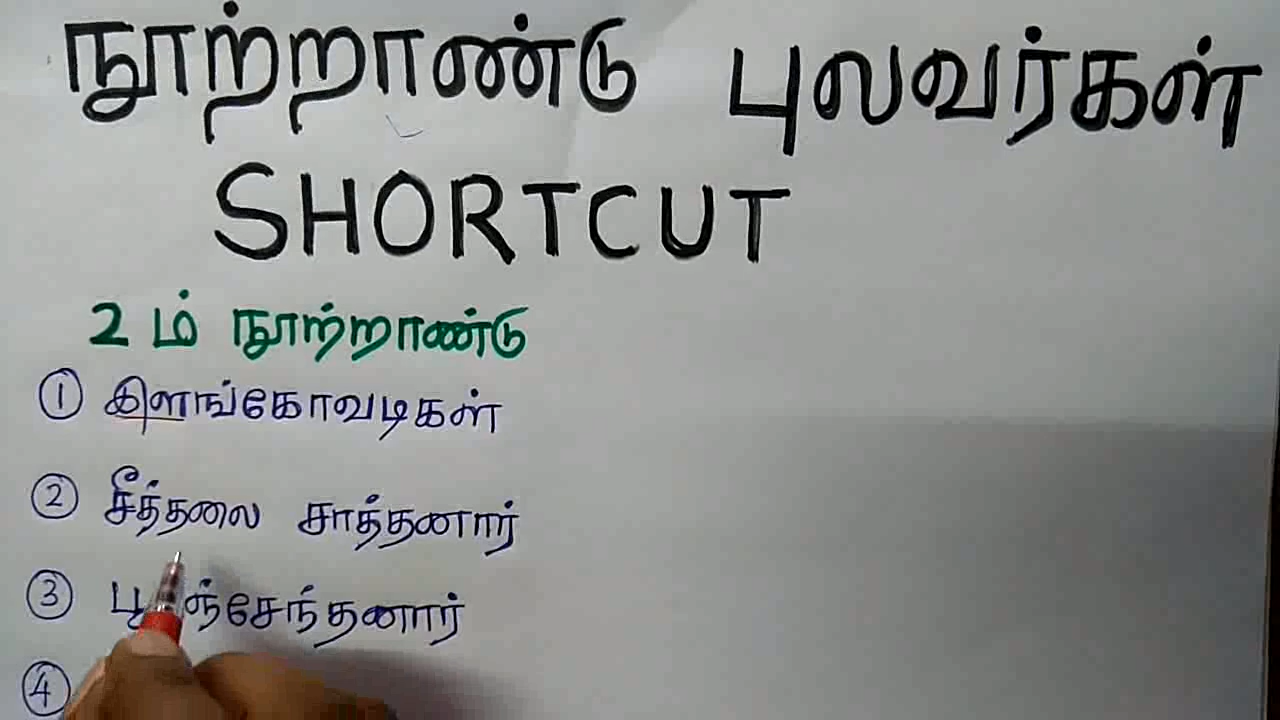 நூற்றாண்டு புலவர்கள்
SHORTCUT
2 ம் நூற்றாண்டு
① இளங்கோவடிகள்
② சீத்தலை சாத்தனார்
③
④